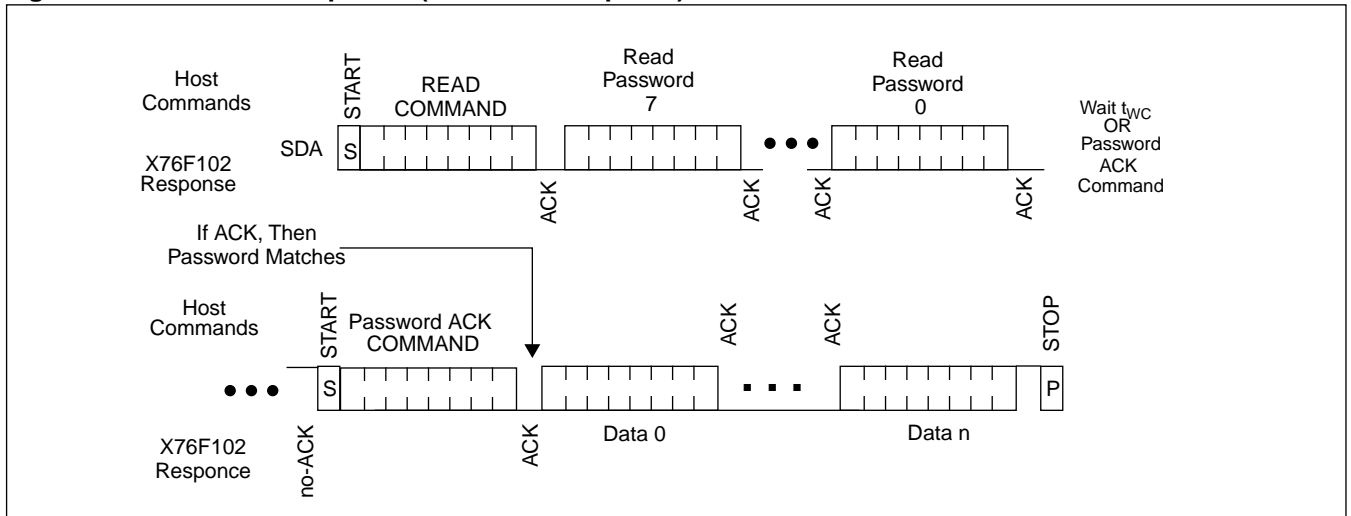 Host
Commands
START
READ
COMMAND
Read
Password
7
Read
Password
0
Wait tWC
OR
Password
ACK
Command
SDA
S
X76F102
Response
ACK
ACK
ACK
ACK
If ACK, Then
Password Matches
Host
Commands
START
Password ACK
COMMAND
ACK
ACK
STOP
S
P
X76F102
Responce
no-ACK
ACK
Data 0
Data n